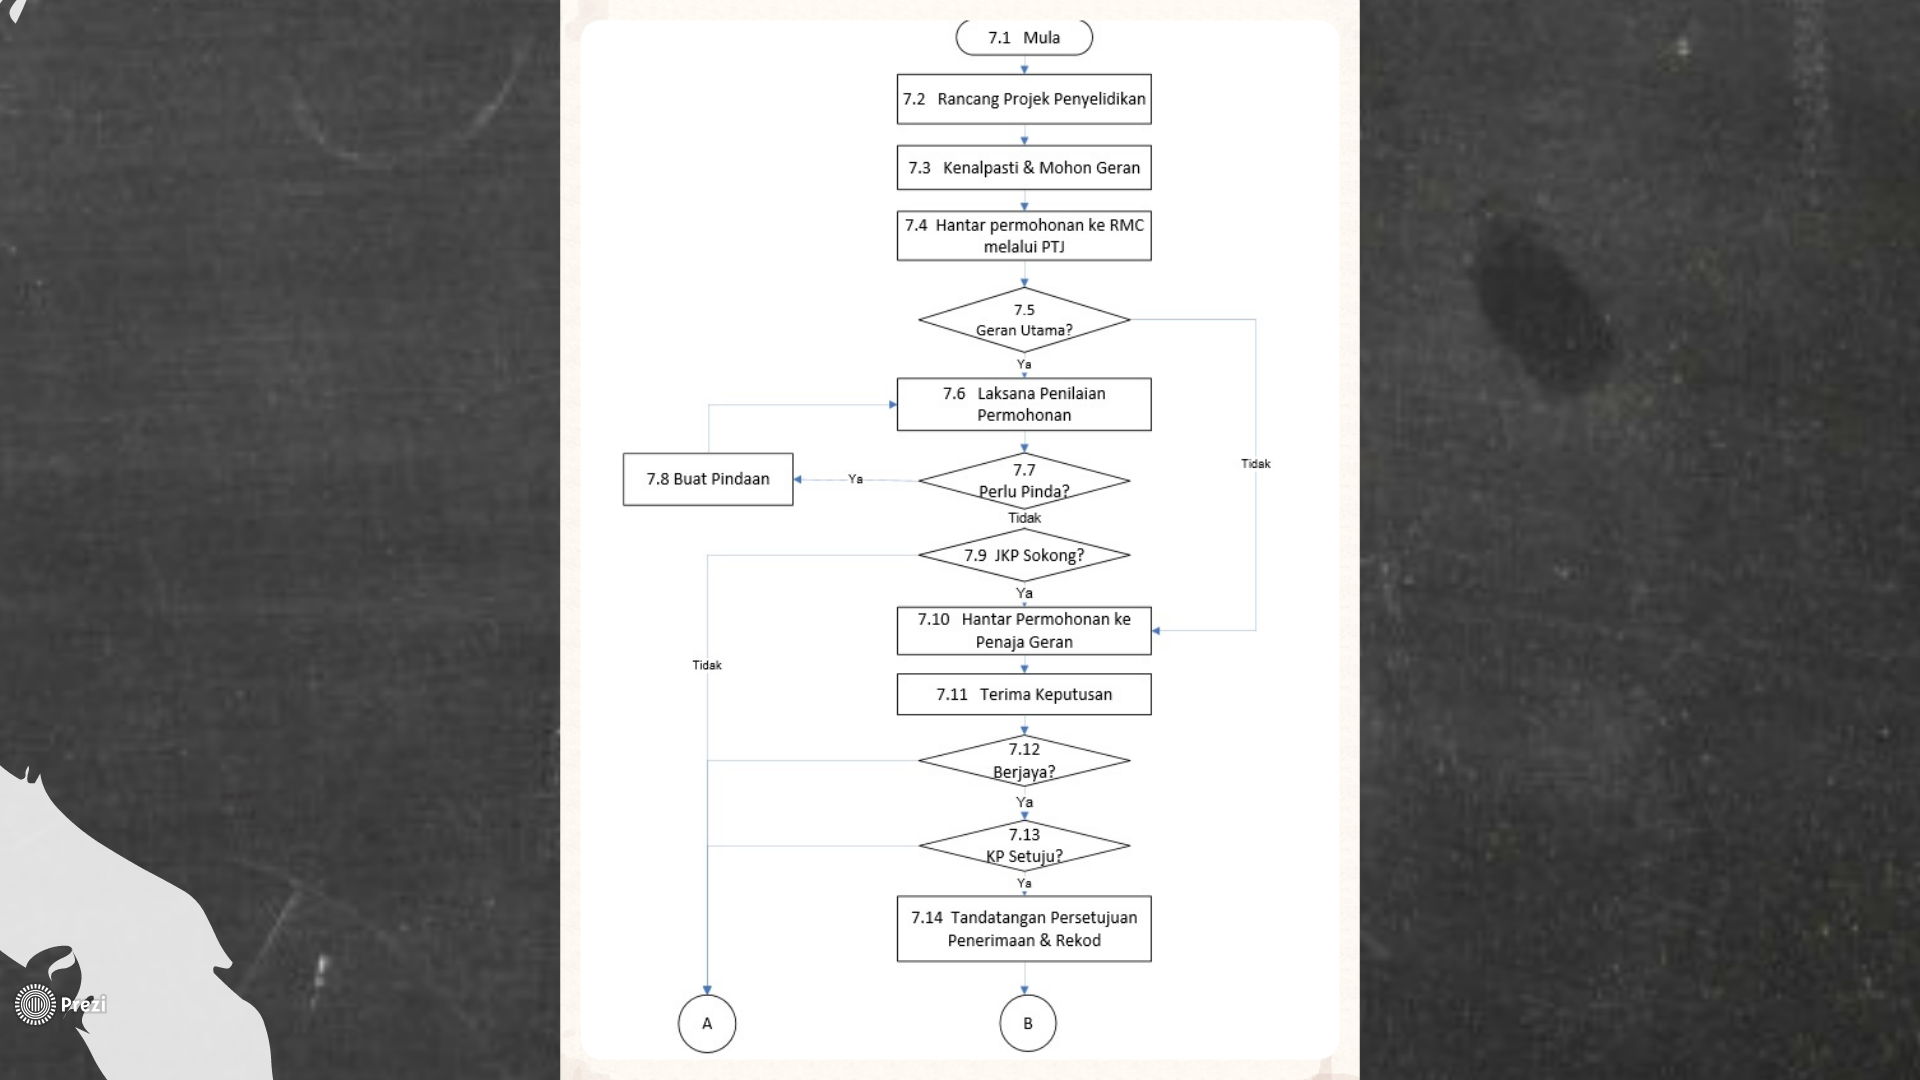 7.1 Mula
7.2 Rancang Projek Penyelidikan
7.3 Kenalpasti & Mohon Geran
7.4 Hantar permohonan ke RMC
melalui PTJ
7.5
Geran Utama?
Ya
7.6 Laksana Penilaian
Permohonan
Tidak
7.7
Perlu Pinda?
Ya
7.8 Buat Pindaan
Tidak
7.9 JKP Sokong?
Ya
7.10 Hantar Permohonan ke
Penaja Geran
Tidak
7.11 Terima Keputusan
7.12
Berjaya?
Ya
7.13
KP Setuju?
Ya
7.14 Tandatangan Persetujuan
Penerimaan & Rekod
A
B
Prezi